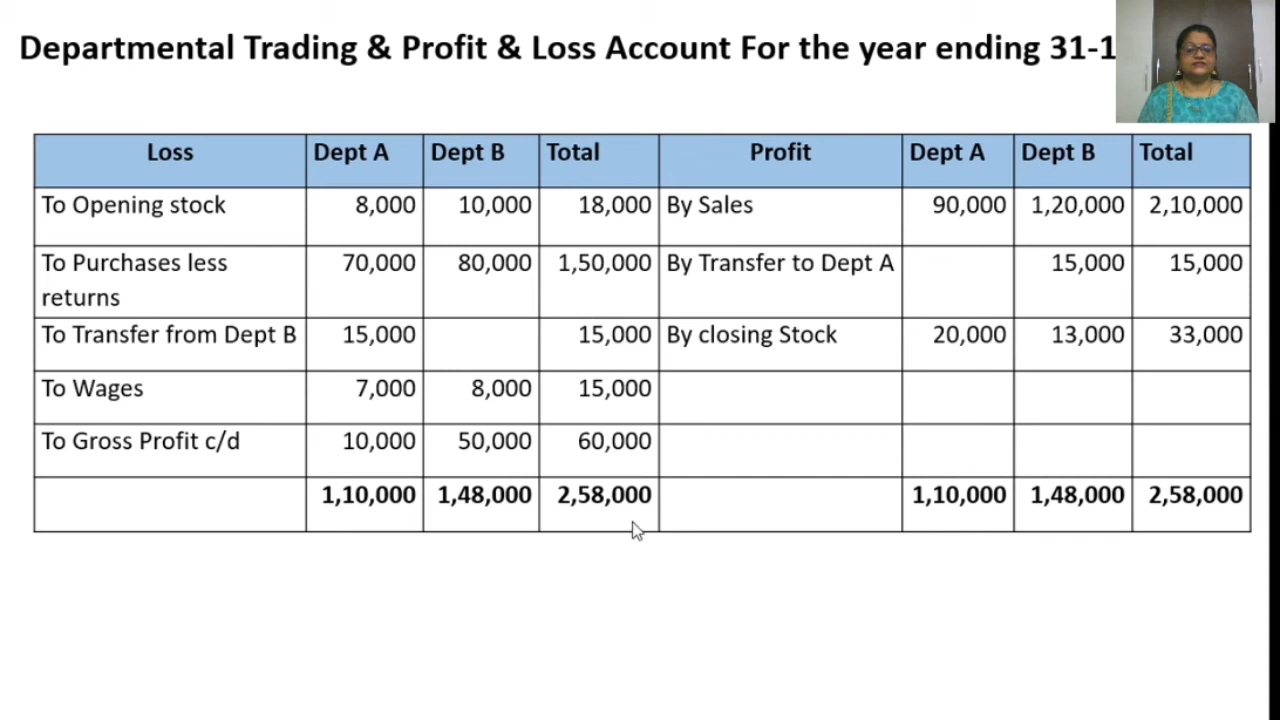 Departmental Trading & Profit & Loss Account For the year ending 31-1
Loss Dept A Dept B Total Profit Dept A Dept B Total
To Opening stock 8,000 10,000 18,000 By Sales 90,000 1,20,000 2,10,000
To Purchases less 70,000 80,000 1,50,000 By Transfer to Dept A 15,000 15,000
returns
To Transfer from Dept B 15,000 15,000 By closing Stock 20,000 13,000 33,000
To Wages 7,000 8,000 15,000
To Gross Profit c/d 10,000 50,000 60,000
1,10,000 1,48,000 2,58,000 1,10,000 1,48,000 2,58,000